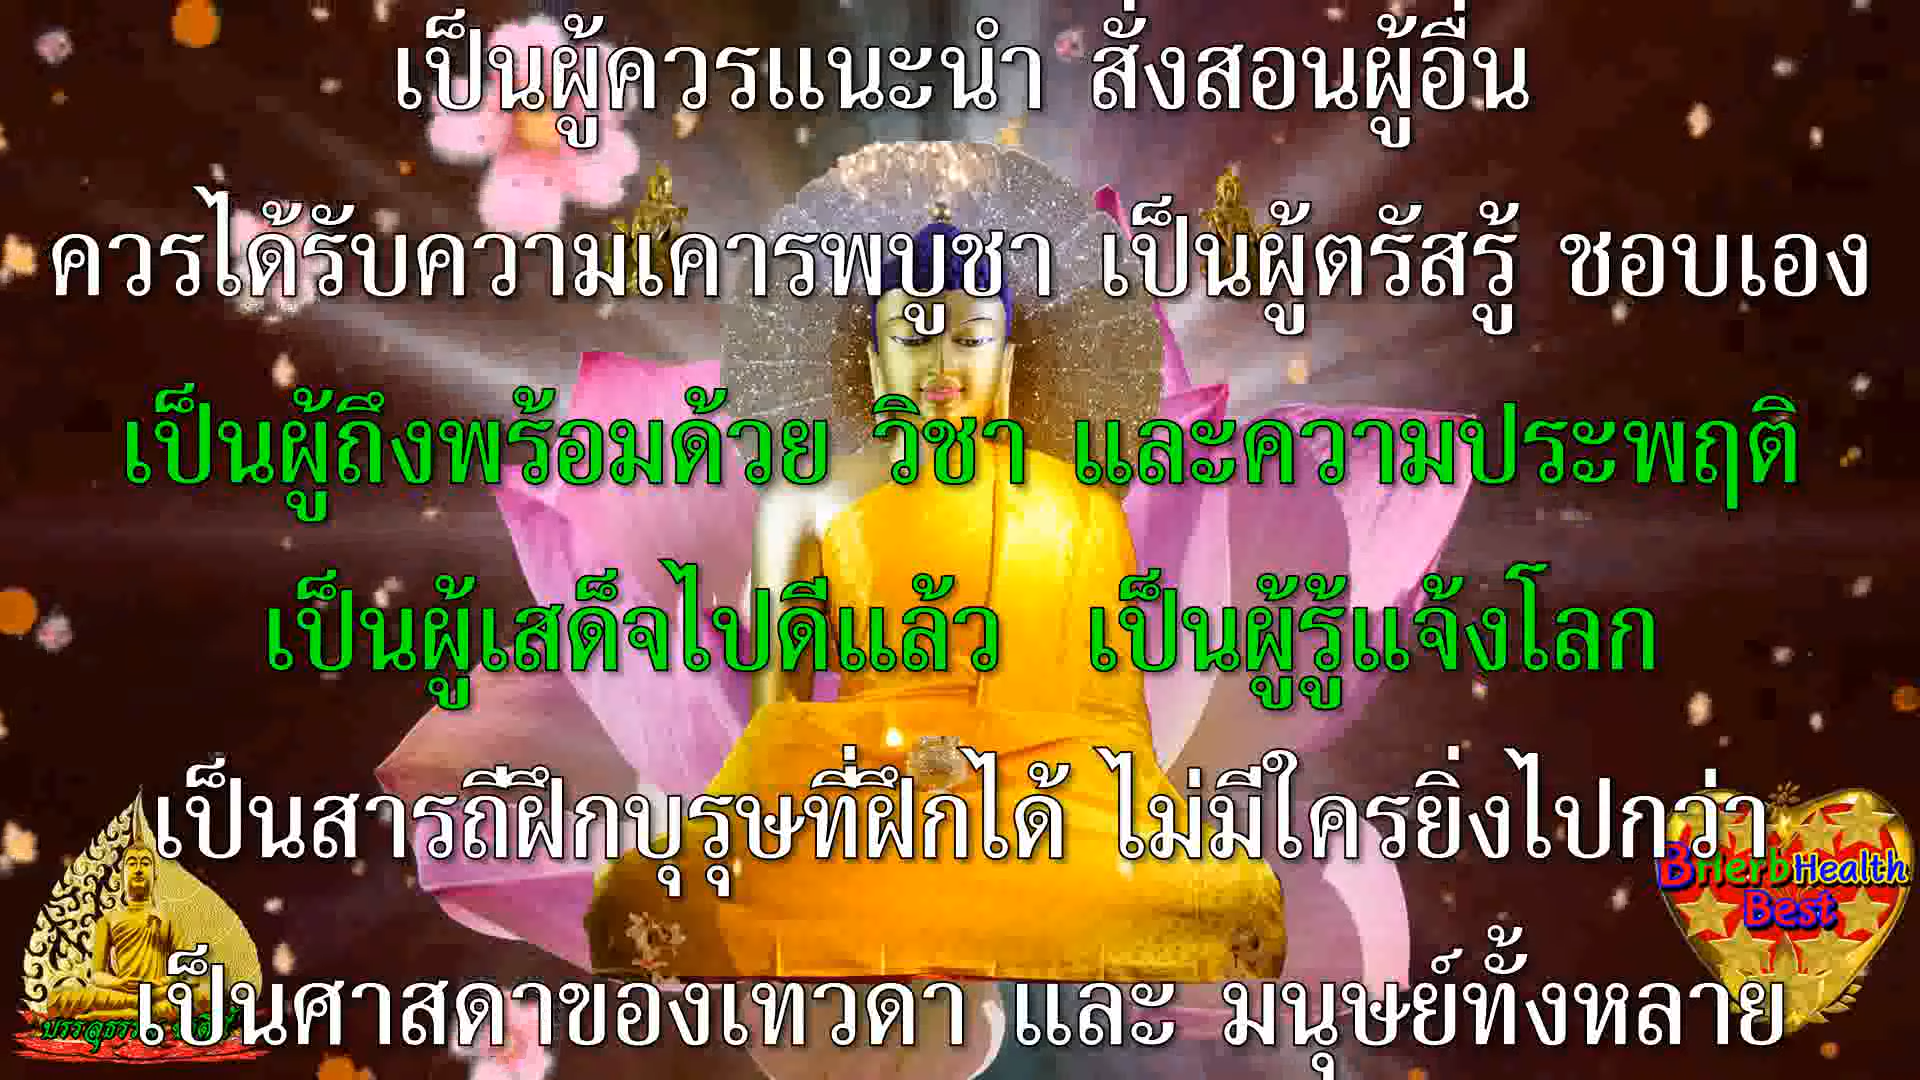 เป็นผู้ควรแนะนำ สั่งสอนผู้อื่น
ควรได้รับความเคารพบูชา เป็นผู้ตรัสรู้ ชอบเอง
เป็นผู้ถึงพร้อมด้วย วิชา และความประพฤติ
เป็นผู้เสด็จไปดีแล้ว เป็นผู้รู้แจ้งโลก
เป็นสารถีฝึกบุรุษที่ฝึกได้ ไม่มีใครยิ่งไปกว่า
BHerb Health
Best
เป็นศาสดาของเทวดา และ มนุษย์ทั้งหลาย